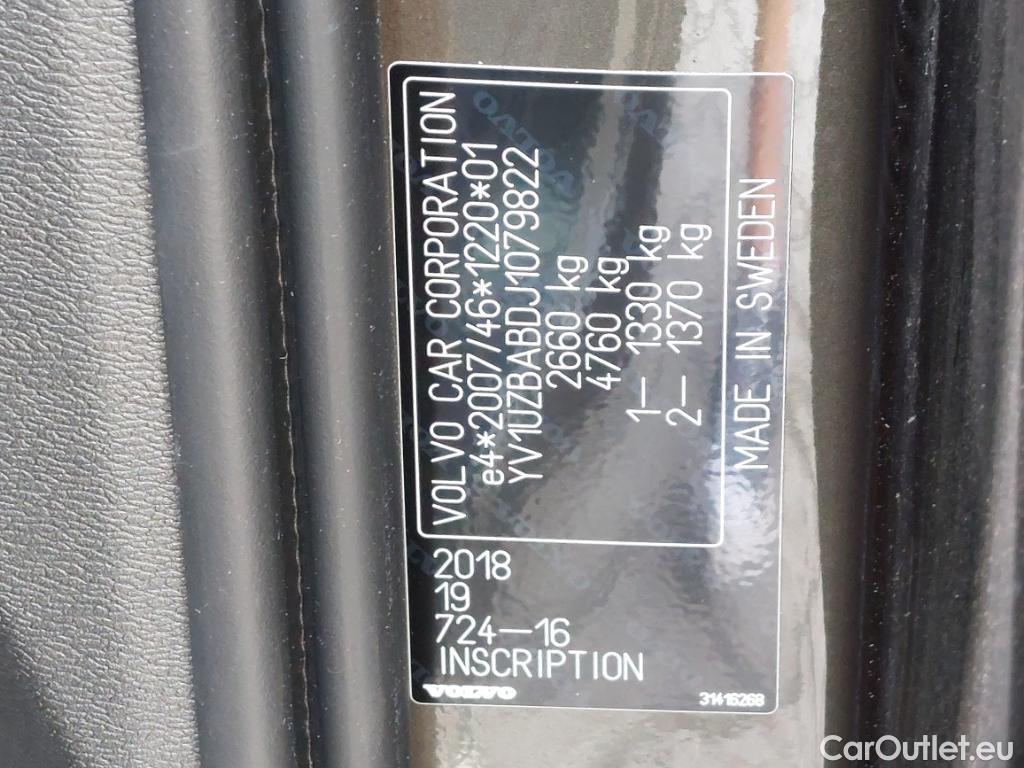 VOLVO CAR CORPORATION
e4*2007/46*1220*01
YV1UZBABDJ1079822
2660 kg
4760 kg
1— 1330 kg
2— 1370 kg
MADE IN SWEDEN
2018
19
724—16
INSCRIPTION
VOLVO
31416268
CarOutlet.eu